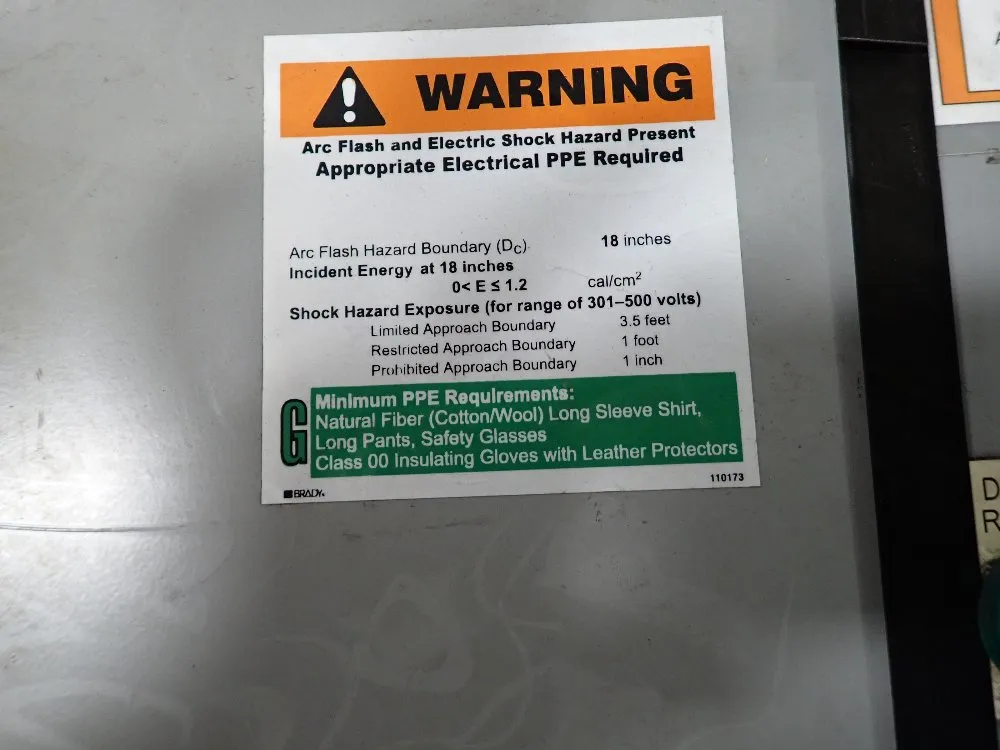 WARNING
Arc Flash and Electric Shock Hazard Present
Appropriate Electrical PPE Required
Arc Flash Hazard Boundary (DC) 18 inches
Incident Energy at 18 inches
0< E ≤ 1.2 cal/cm²
Shock Hazard Exposure (for range of 301–500 volts)
Limited Approach Boundary 3.5 feet
Restricted Approach Boundary 1 foot
Prohibited Approach Boundary 1 inch
G
Minimum PPE Requirements:
Natural Fiber (Cotton/Wool) Long Sleeve Shirt,
Long Pants, Safety Glasses
Class 00 Insulating Gloves with Leather Protectors
BRADY.
110173
A
D
R